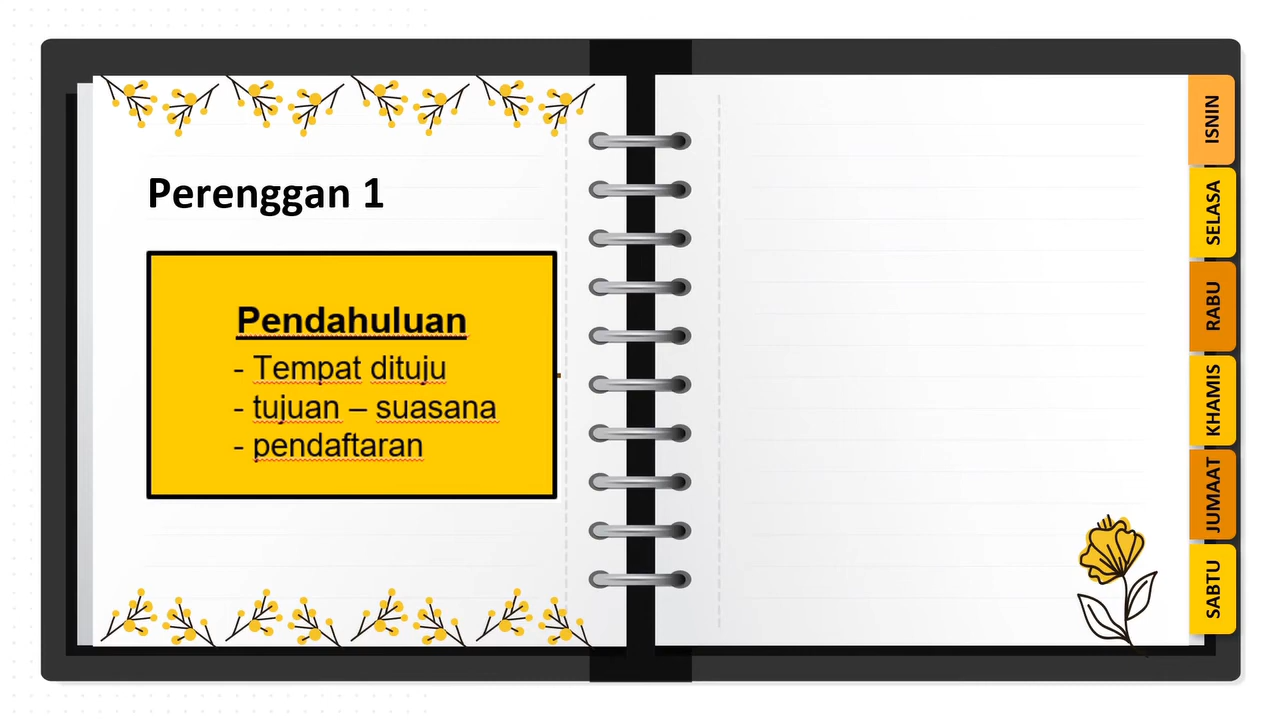 Perenggan 1
Pendahuluan
- Tempat dituju
- tujuan – suasana
- pendaftaran
ISNIN
SELASA
RABU
KHAMIS
JUMAAT
SABTU